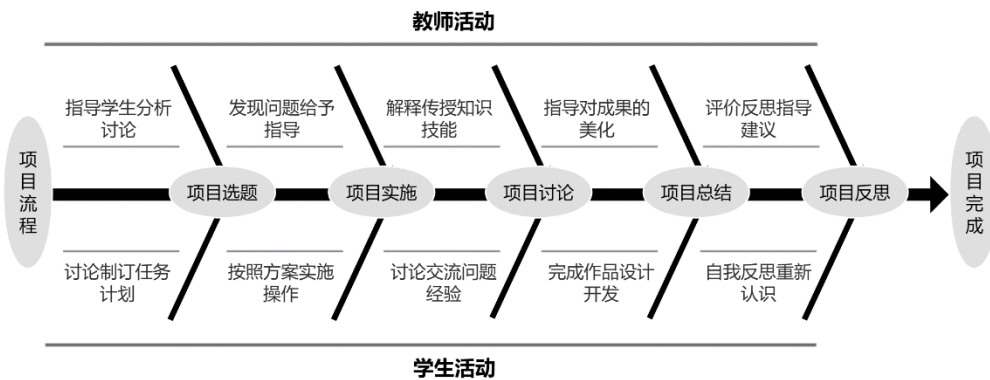 教师活动
指导学生分析
讨论
发现问题给予
指导
解释传授知识
技能
指导对成果的
美化
评价反思指导
建议
项目流程
项目选题
项目实施
项目讨论
项目总结
项目反思
项目完成
讨论制订任务
计划
按照方案实施
操作
讨论交流问题
经验
完成作品设计
开发
自我反思重新
认识
学生活动